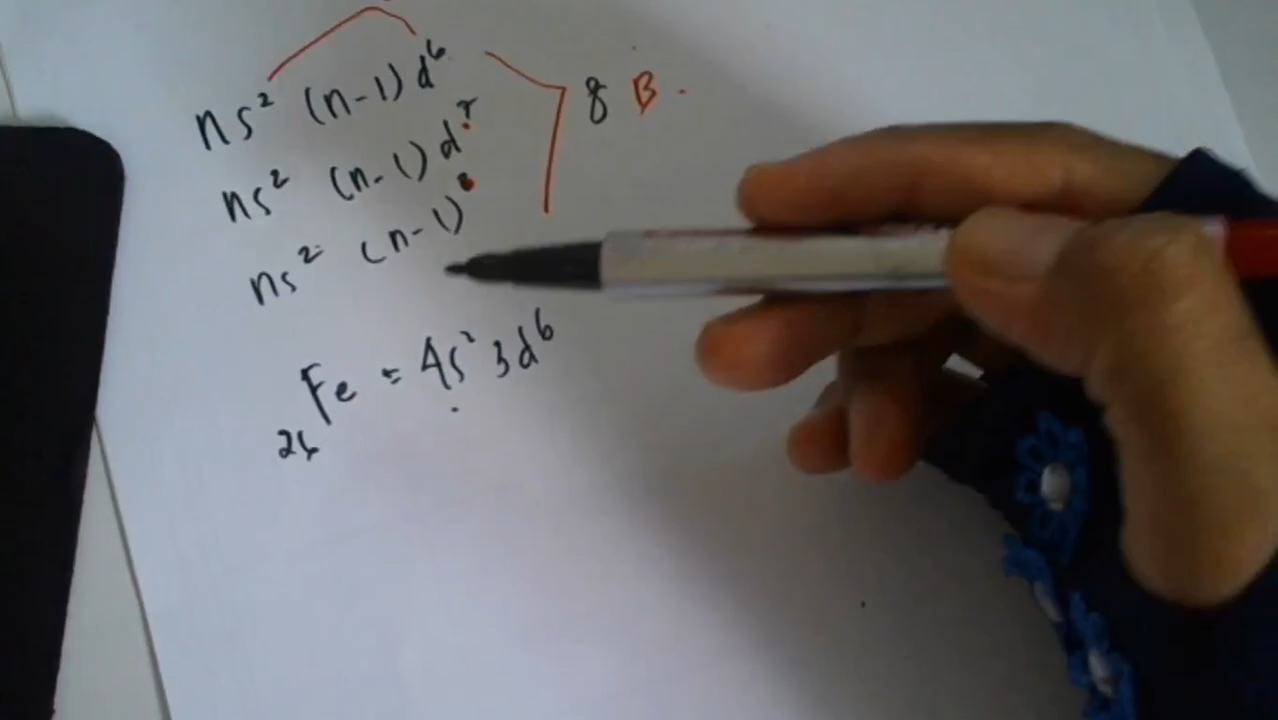 ns² (n-1) d⁶
ns² (n-1) d⁷
ns² (n-1)⁸
8 B.
₂₆Fe = 4s² 3d⁶